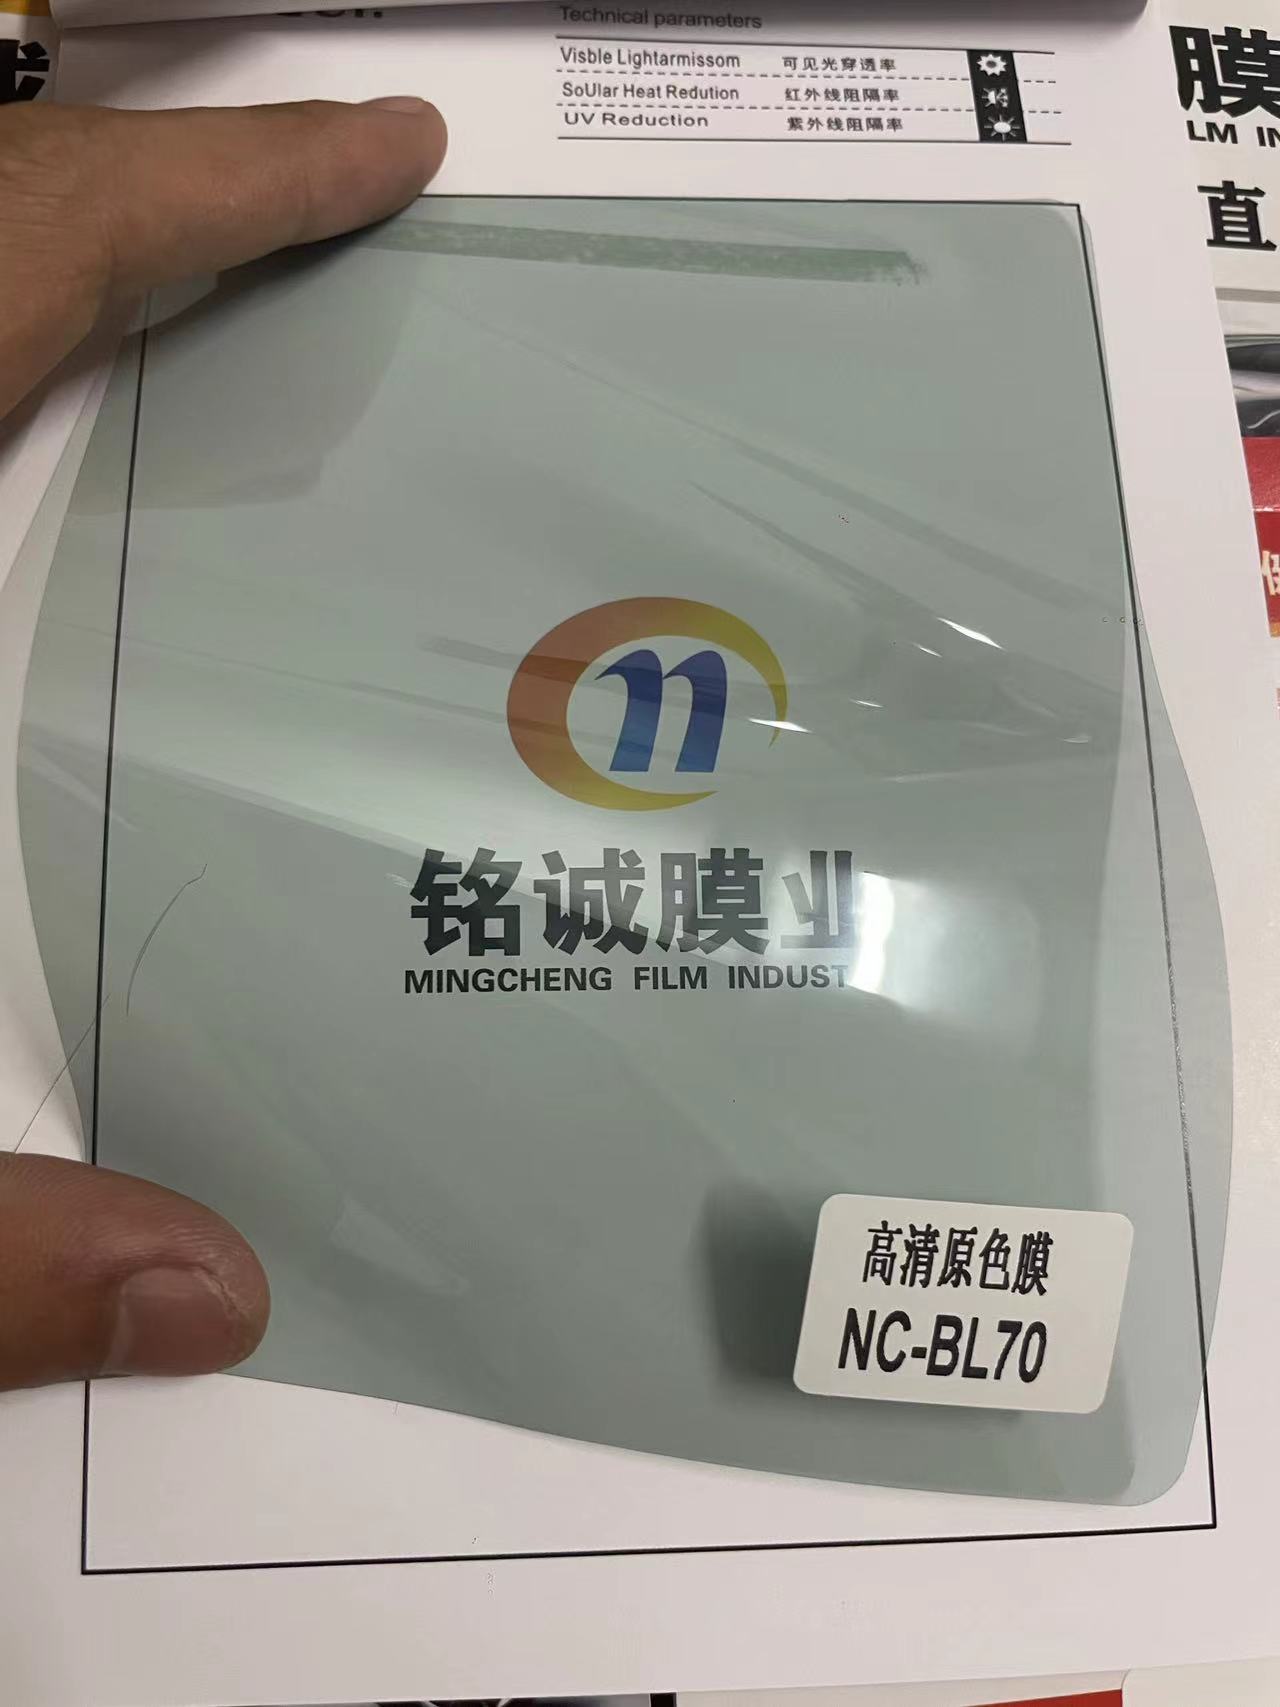 Technical parameters
Visble Lightarmissom 可见光穿透率
SoUlar Heat Redution 红外线阻隔率
UV Reduction 紫外线阻隔率
膜
LM IN
直
铭诚膜业
MINGCHENG FILM INDUST
高清原色膜
NC-BL70